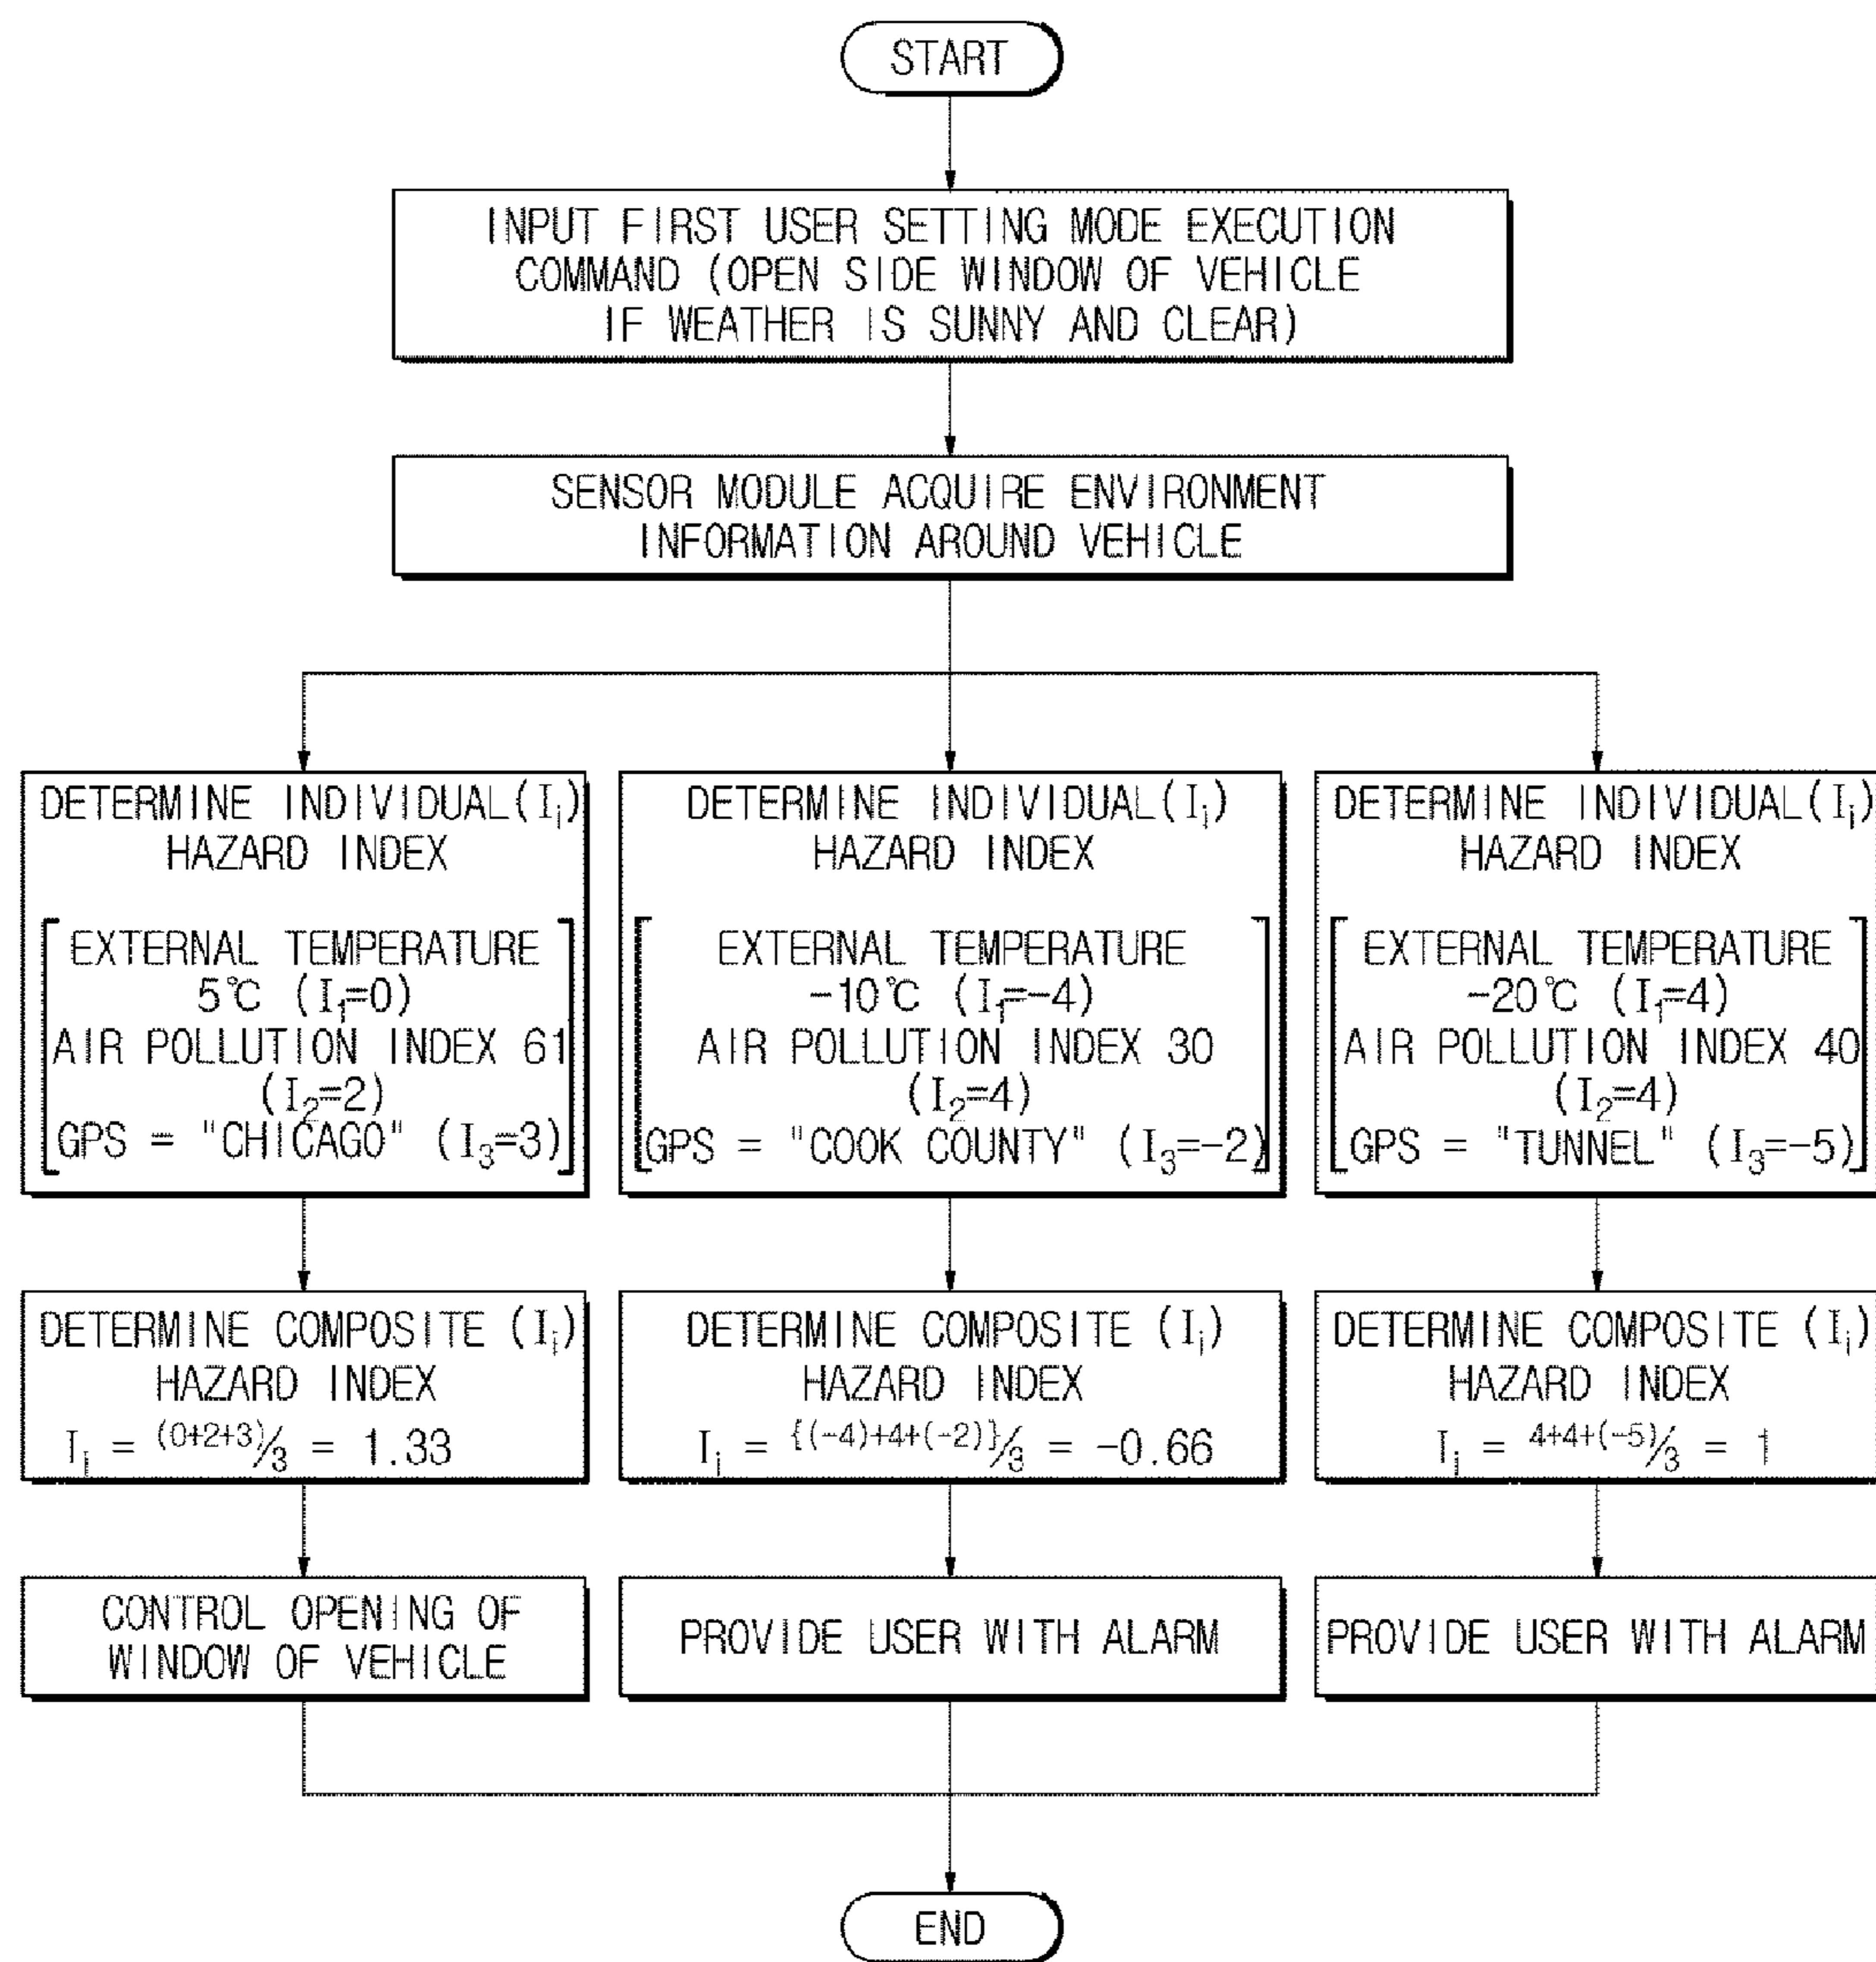 START
INPUT FIRST USER SETTING MODE EXECUTION
COMMAND (OPEN SIDE WINDOW OF VEHICLE
IF WEATHER IS SUNNY AND CLEAR)
SENSOR MODULE ACQUIRE ENVIRONMENT
INFORMATION AROUND VEHICLE
DETERMINE INDIVIDUAL(Iᵢ)
HAZARD INDEX
EXTERNAL TEMPERATURE
5℃ (I₁=0)
AIR POLLUTION INDEX 61
(I₂=2)
GPS = "CHICAGO" (I₃=3)
DETERMINE INDIVIDUAL(Iᵢ)
HAZARD INDEX
EXTERNAL TEMPERATURE
-10℃ (I₁=-4)
AIR POLLUTION INDEX 30
(I₂=4)
GPS = "COOK COUNTY" (I₃=-2)
DETERMINE INDIVIDUAL(Iᵢ)
HAZARD INDEX
EXTERNAL TEMPERATURE
-20℃ (I₁=4)
AIR POLLUTION INDEX 40
(I₂=4)
GPS = "TUNNEL" (I₃=-5)
DETERMINE COMPOSITE (Iᵢ)
HAZARD INDEX
Iᵢ = (0+2+3)/3 = 1.33
DETERMINE COMPOSITE (Iᵢ)
HAZARD INDEX
Iᵢ = {(-4)+4+(-2)}/3 = -0.66
DETERMINE COMPOSITE (Iᵢ)
HAZARD INDEX
Iᵢ = 4+4+(-5)/3 = 1
CONTROL OPENING OF
WINDOW OF VEHICLE
PROVIDE USER WITH ALARM
PROVIDE USER WITH ALARM
END